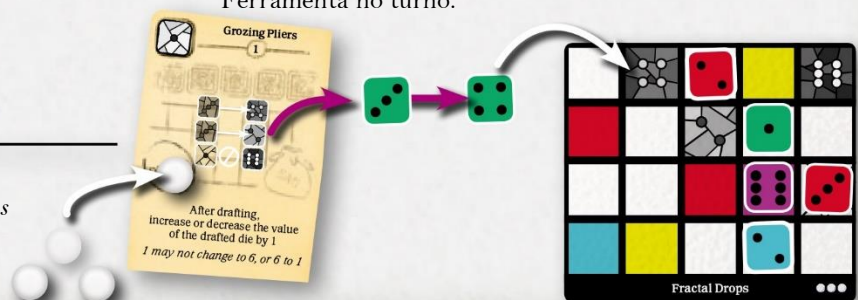 Ferramenta no turno.
Grozing Pliers
1
After drafting,
increase or decrease the value
of the drafted die by 1
1 may not change to 6, or 6 to 1
s
Fractal Drops